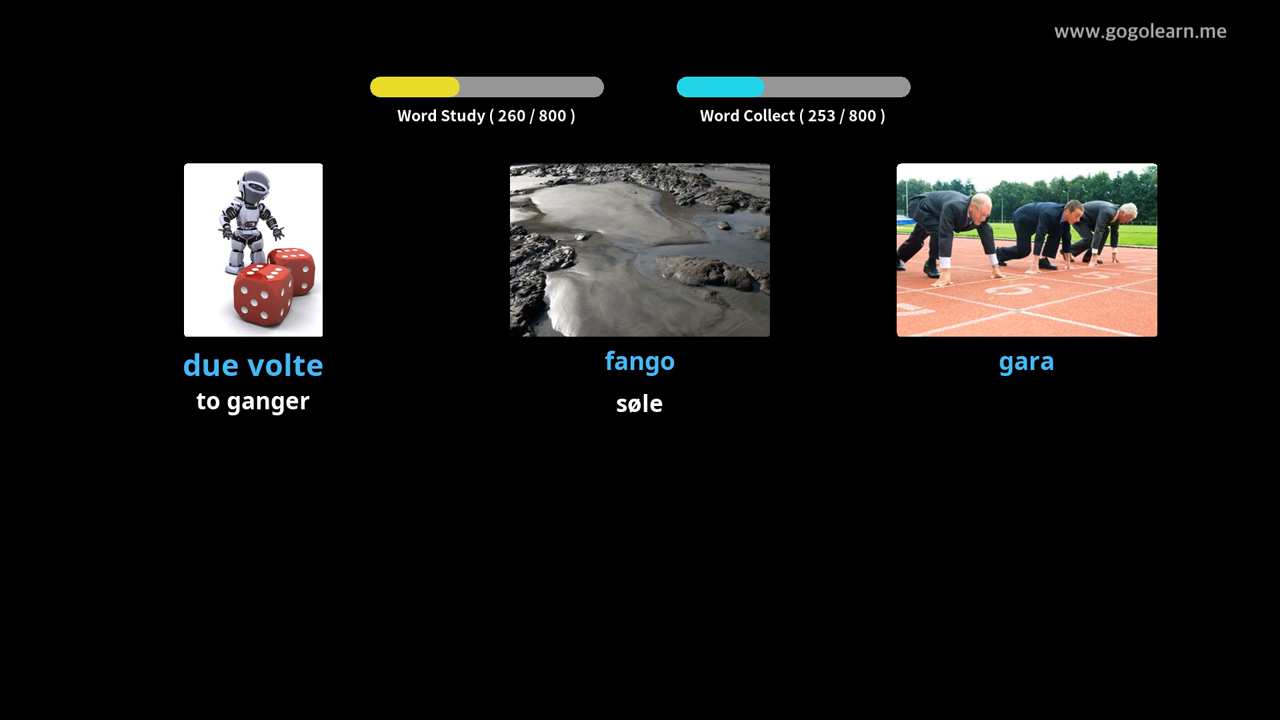 www.gogolearn.me
Word Study ( 260 / 800 )
Word Collect ( 253 / 800 )
due volte
to ganger
fango
søle
gara